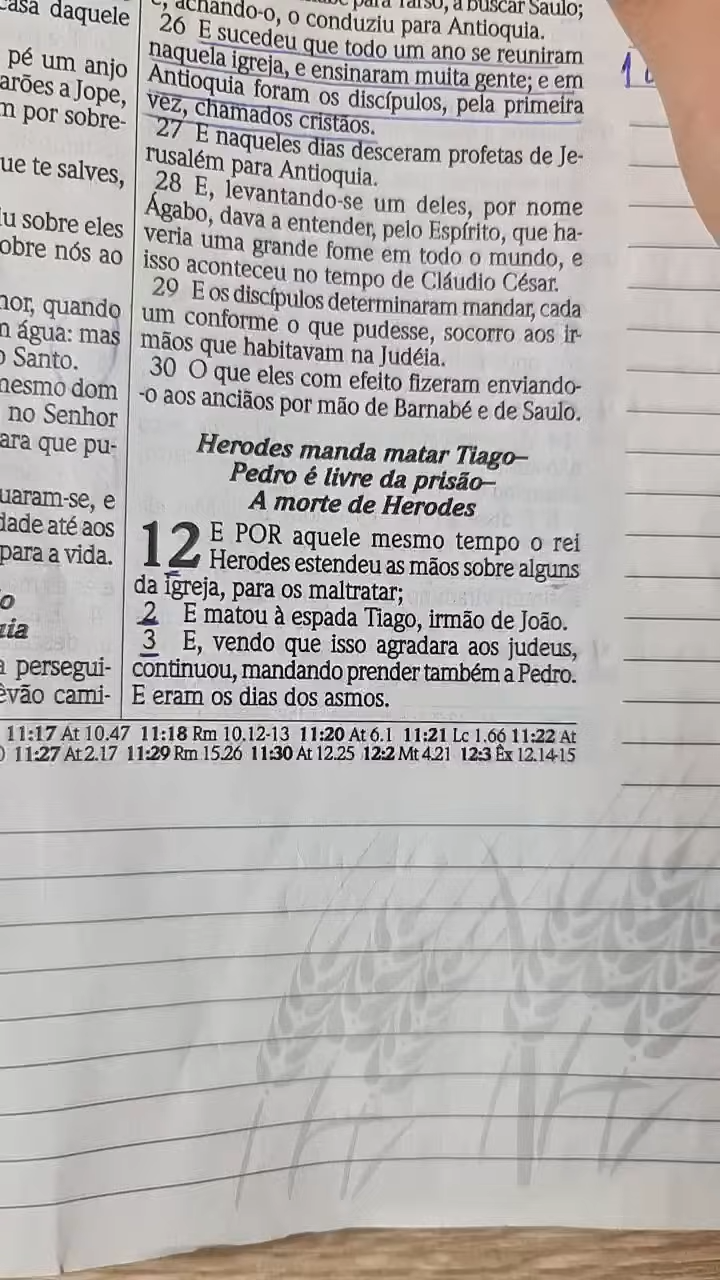 casa daquele
pé um anjo
arões a Jope,
m por sobre-
ue te salves,
lu sobre eles
obre nós ao
nor, quando
n água: mas
o Santo.
nesmo dom
no Senhor
ara que pu-
uaram-se, e
dade até aos
para a vida.
o
uia
a persegui-
êvão cami-
a buscar Saulo;
e, achando-o, o conduziu para Antioquia.
26 E sucedeu que todo um ano se reuniram
naquela igreja, e ensinaram muita gente; e em
Antioquia foram os discípulos, pela primeira
vez, chamados cristãos.
27 E naqueles dias desceram profetas de Je-
rusalém para Antioquia.
28 E, levantando-se um deles, por nome
Ágabo, dava a entender, pelo Espírito, que ha-
veria uma grande fome em todo o mundo, e
isso aconteceu no tempo de Cláudio César.
29 E os discípulos determinaram mandar, cada
um conforme o que pudesse, socorro aos ir-
mãos que habitavam na Judéia.
30 O que eles com efeito fizeram enviando-
-o aos anciãos por mão de Barnabé e de Saulo.
Herodes manda matar Tiago–
Pedro é livre da prisão–
A morte de Herodes
12 E POR aquele mesmo tempo o rei
Herodes estendeu as mãos sobre alguns
da igreja, para os maltratar;
2 E matou à espada Tiago, irmão de João.
3 E, vendo que isso agradara aos judeus,
continuou, mandando prender também a Pedro.
E eram os dias dos asmos.
11:17 At 10.47 11:18 Rm 10.12-13 11:20 At 6.1 11:21 Lc 1.66 11:22 At
) 11:27 At 2.17 11:29 Rm 15.26 11:30 At 12.25 12:2 Mt 4.21 12:3 Êx 12.14-15